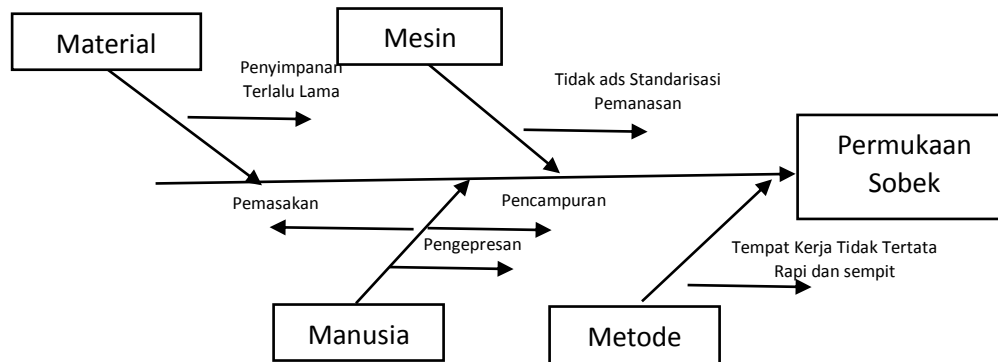 Material
Mesin
Penyimpanan
Terlalu Lama
Tidak ads Standarisasi
Pemanasan
Permukaan
Sobek
Pemasakan
Pencampuran
Pengepresan
Tempat Kerja Tidak Tertata
Rapi dan sempit
Manusia
Metode